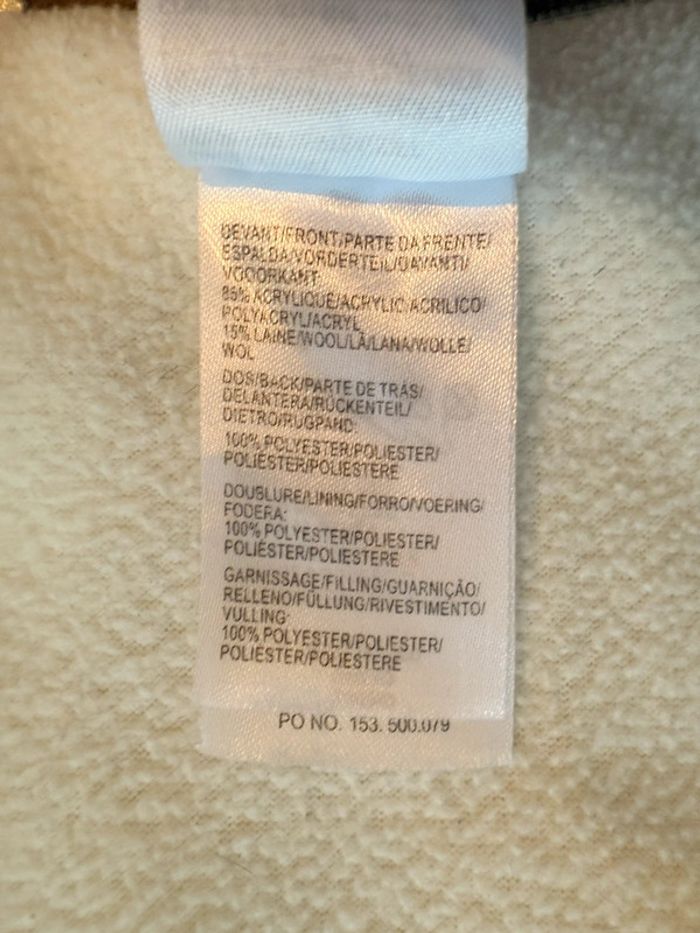 DEVANT/FRONT/PARTE DA FRENTE/
ESPALDA/VORDERTEIL/DAVANTI/
VOOORKANT:
85% ACRYLIQUE/ACRYLIC/ACRILICO/
POLYACRYL/ACRYL
15% LAINE/WOOL/LÃ/LANA/WOLLE/
WOL
DOS/BACK/PARTE DE TRÁS/
DELANTERA/RÜCKENTEIL/
DIETRO/RUGPAND:
100% POLYESTER/POLIESTER/
POLIÉSTER/POLIESTERE
DOUBLURE/LINING/FORRO/VOERING/
FODERA:
100% POLYESTER/POLIESTER/
POLIÉSTER/POLIESTERE
GARNISSAGE/FILLING/GUARNIÇÃO/
RELLENO/FÜLLUNG/RIVESTIMENTO/
VULLING:
100% POLYESTER/POLIESTER/
POLIÉSTER/POLIESTERE
PO NO. 153. 500.079